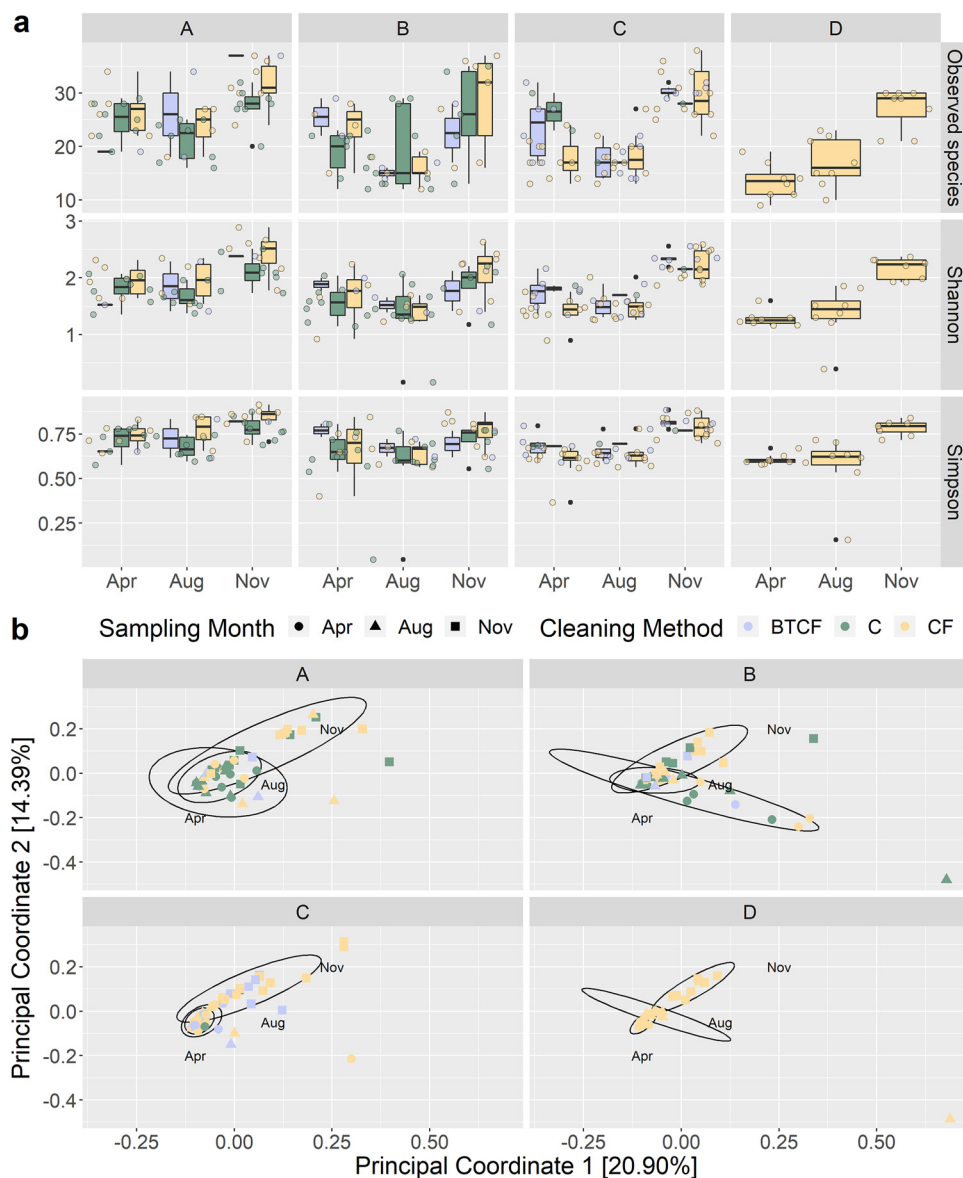 a
A B C D
30
20
10
Observed species
3
2
1
Shannon
0.75
0.50
0.25
Simpson
Apr Aug Nov Apr Aug Nov Apr Aug Nov Apr Aug Nov
b Sampling Month Apr Aug Nov Cleaning Method BTCF C CF
A B
0.2
0.0
-0.2
-0.4
Nov
Aug
Apr
Nov
Aug
Apr
C D
0.2
0.0
-0.2
-0.4
Nov
Aug
Apr
Nov
Aug
Apr
-0.25 0.00 0.25 0.50 -0.25 0.00 0.25 0.50
Principal Coordinate 1 [20.90%]
Principal Coordinate 2 [14.39%]